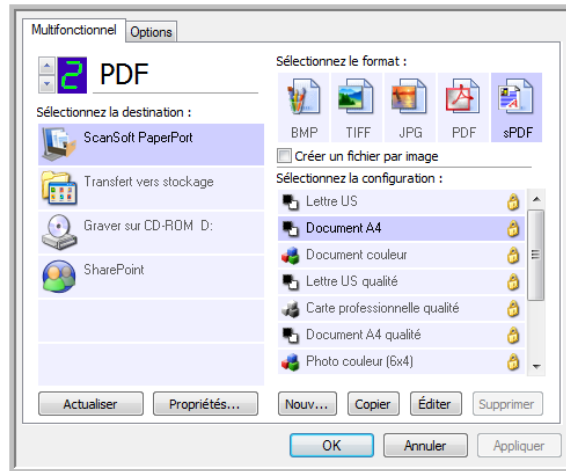 Multifonctionnel
Options
2
PDF
Sélectionnez la destination :
ScanSoft PaperPort
Transfert vers stockage
Graver sur CD-ROM D:
SharePoint
Actualiser
Propriétés...
Sélectionnez le format :
BMP
TIFF
JPG
PDF
sPDF
Créer un fichier par image
Sélectionnez la configuration :
Lettre US
Document A4
Document couleur
Lettre US qualité
Carte professionnelle qualité
Document A4 qualité
Photo couleur (6x4)
Nouv...
Copier
Éditer
Supprimer
OK
Annuler
Appliquer